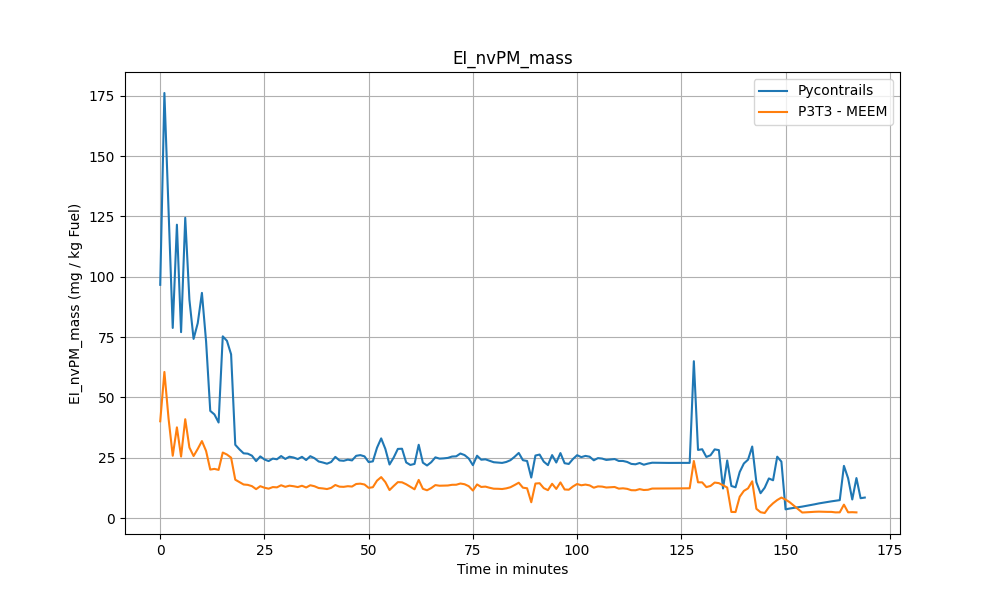 EI_nvPM_mass
Pycontrails
P3T3 - MEEM
EI_nvPM_mass (mg / kg Fuel)
175
150
125
100
75
50
25
0
0 25 50 75 100 125 150 175
Time in minutes